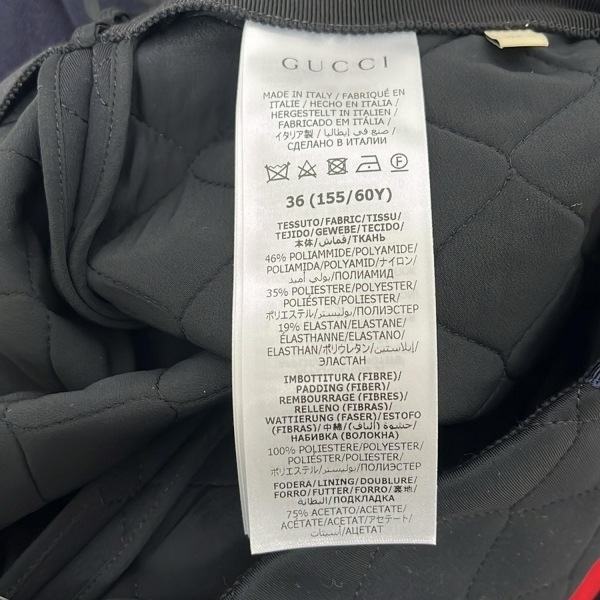 GUCCI
MADE IN ITALY / FABRIQUÉ EN
ITALIE / HECHO EN ITALIA /
HERGESTELLT IN ITALIEN /
FABRICADO EM ITÁLIA /
イタリア製 / صنع في إيطاليا /
СДЕЛАНО В ИТАЛИИ
36 (155/60Y)
TESSUTO/FABRIC/TISSU/
TEJIDO/GEWEBE/TECIDO/
本体/قماش/ТКАНЬ
46% POLIAMMIDE/POLYAMIDE/
POLIAMIDA/POLYAMID/ナイロン/
بولي أميد/ПОЛИАМИД
35% POLIESTERE/POLYESTER/
POLIÉSTER/POLIESTER/
ポリエステル/بوليستر/ПОЛИЭСТЕР
19% ELASTAN/ELASTANE/
ÉLASTHANNE/ELASTANO/
ELASTHAN/ポリウレタン/إيلاستين/
ЭЛАСТАН
IMBOTTITURA (FIBRE)/
PADDING (FIBER)/
REMBOURRAGE (FIBRES)/
RELLENO (FIBRAS)/
WATTIERUNG (FASER)/ESTOFO
(FIBRAS)/中綿/حشوة (ألياف)/
НАБИВКА (ВОЛОКНА)
100% POLIESTERE/POLYESTER/
POLIÉSTER/POLIESTER/
ポリエステル/بوليستر/ПОЛИЭСТЕР
FODERA/LINING/DOUBLURE/
FORRO/FUTTER/FORRO/裏地/
بطانة/ПОДКЛАДКА
75% ACETATO/ACETATE/
ACÉTATE/ACETAT/アセテート/
أسيتات/АЦЕТАТ